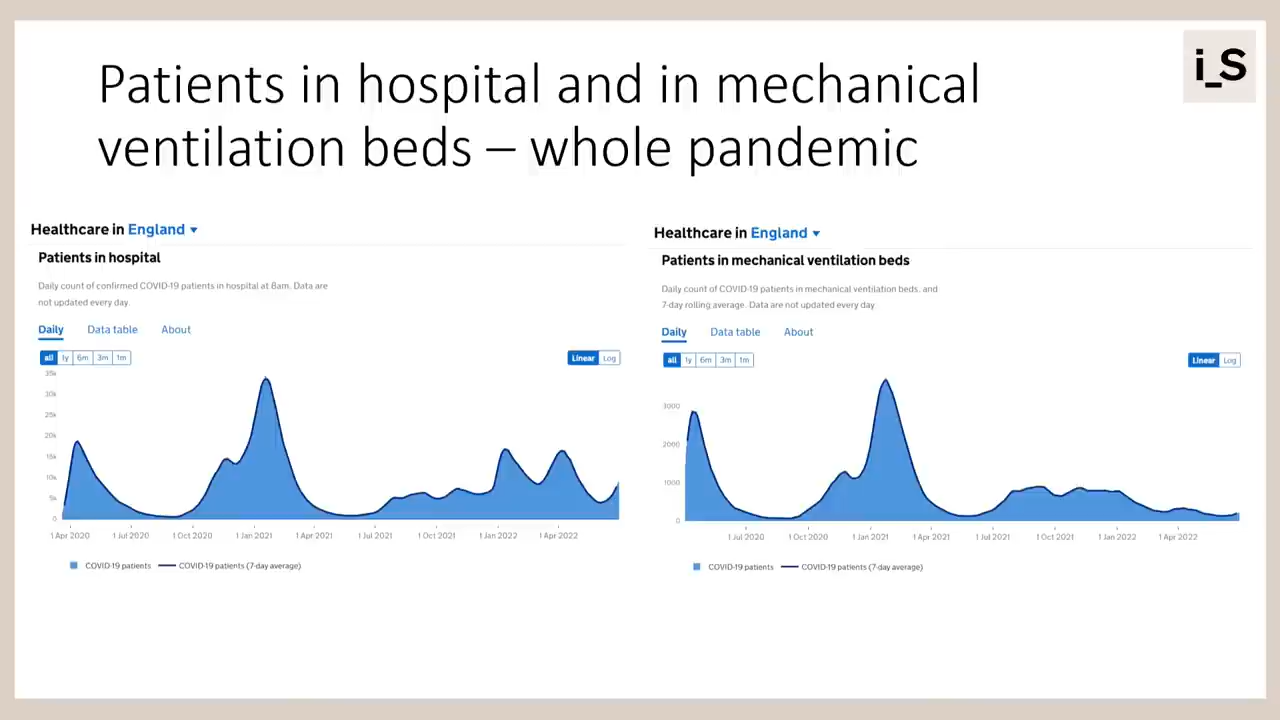 Patients in hospital and in mechanical
ventilation beds – whole pandemic
i_S
Healthcare in England
Patients in hospital
Daily count of confirmed COVID-19 patients in hospital at 8am. Data are
not updated every day.
Daily Data table About
all 1y 6m 3m 1m
Linear Log
35k
30k
25k
20k
15k
10k
5k
0
1 Apr 2020 1 Jul 2020 1 Oct 2020 1 Jan 2021 1 Apr 2021 1 Jul 2021 1 Oct 2021 1 Jan 2022 1 Apr 2022
COVID-19 patients COVID-19 patients (7-day average)
Healthcare in England
Patients in mechanical ventilation beds
Daily count of COVID-19 patients in mechanical ventilation beds, and
7-day rolling average. Data are not updated every day.
Daily Data table About
all 1y 6m 3m 1m
Linear Log
3000
2000
1000
0
1 Jul 2020 1 Oct 2020 1 Jan 2021 1 Apr 2021 1 Jul 2021 1 Oct 2021 1 Jan 2022 1 Apr 2022
COVID-19 patients COVID-19 patients (7-day average)